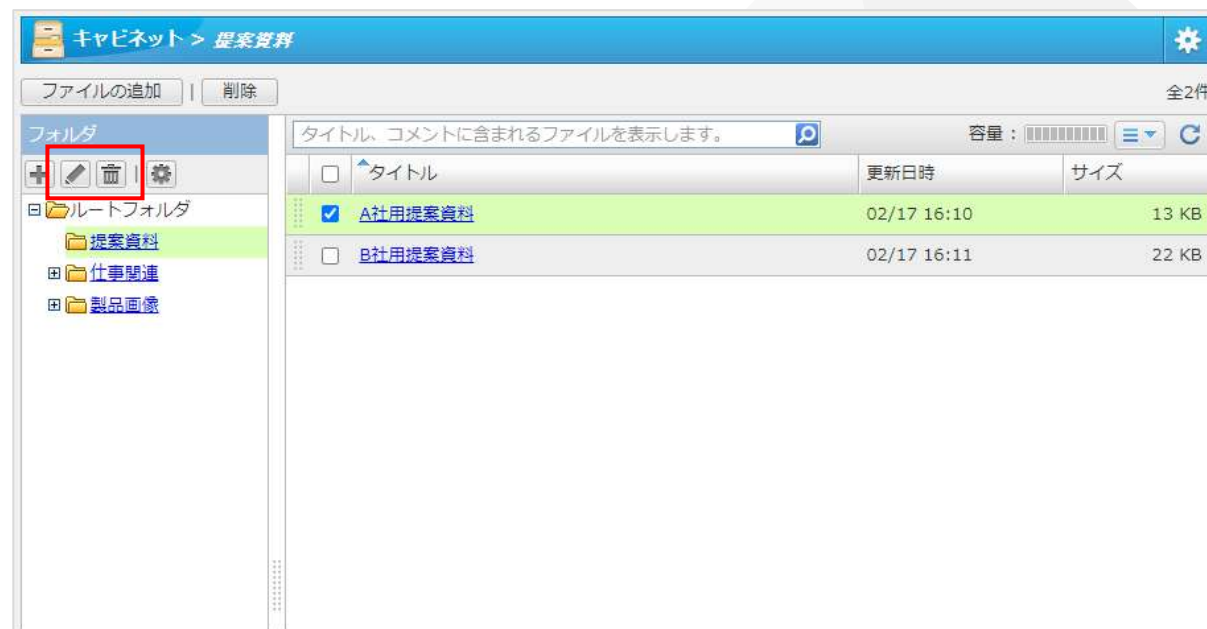 キャビネット > 提案資料
ファイルの追加 | 削除
全2件
フォルダ
タイトル、コメントに含まれるファイルを表示します。
容量：
タイトル 更新日時 サイズ
ルートフォルダ
提案資料
仕事関連
製品画像
A社用提案資料 02/17 16:10 13 KB
B社用提案資料 02/17 16:11 22 KB